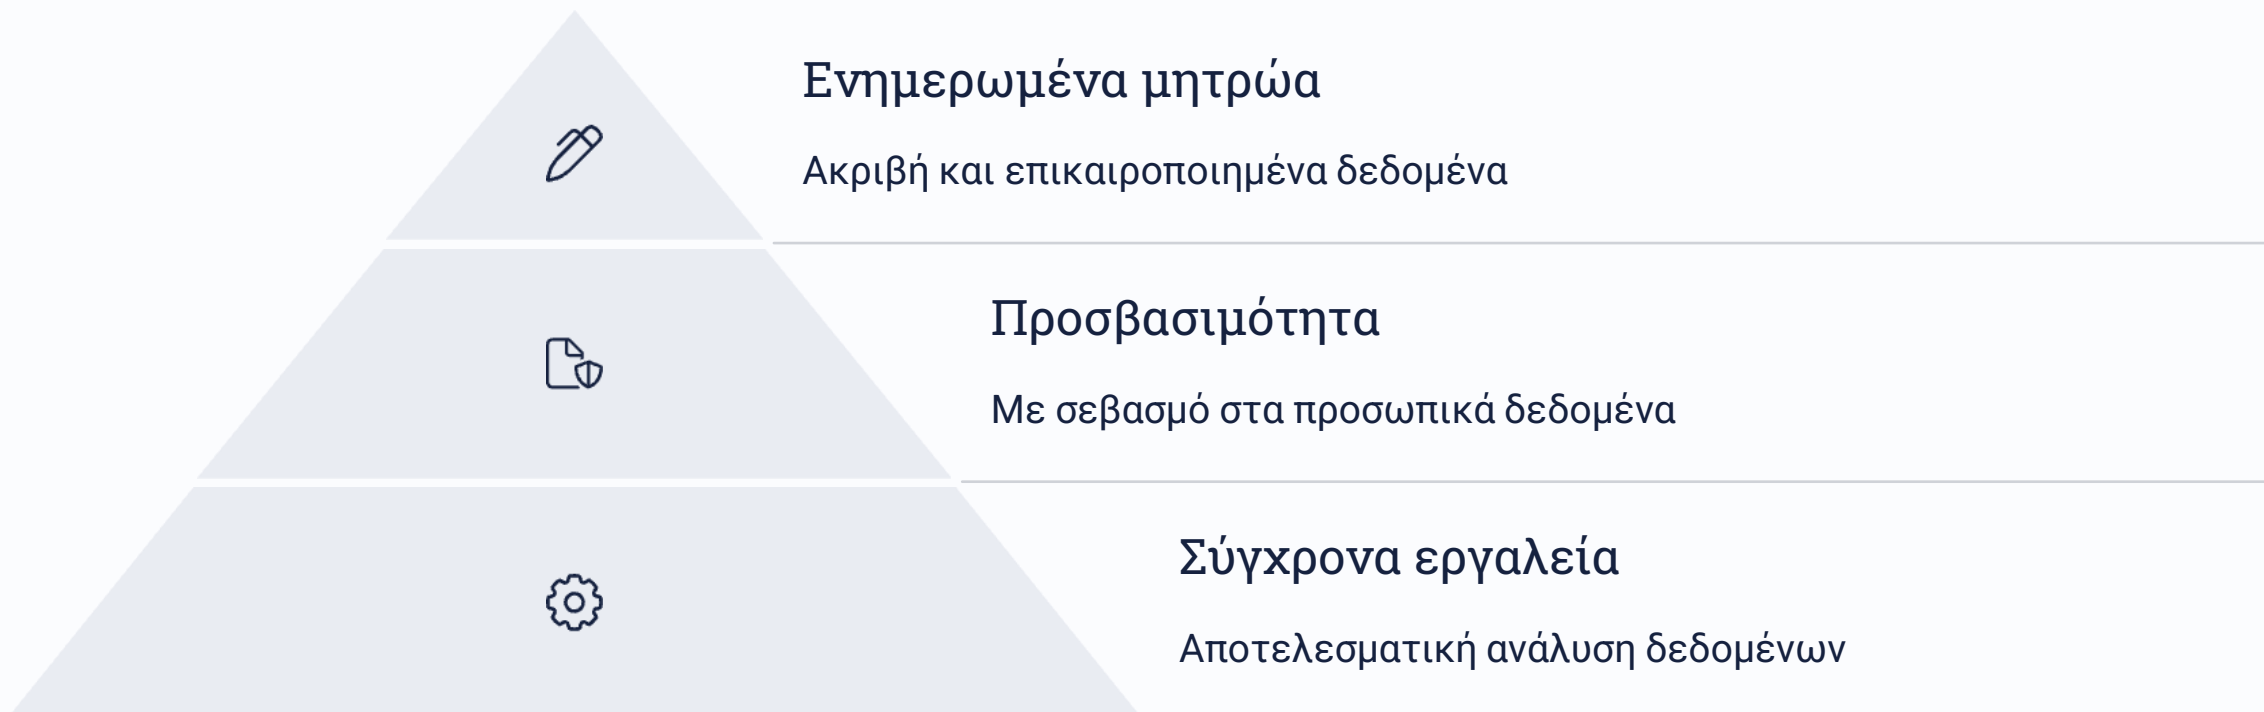 Ενημερωμένα μητρώα
Ακριβή και επικαιροποιημένα δεδομένα
Προσβασιμότητα
Με σεβασμό στα προσωπικά δεδομένα
Σύγχρονα εργαλεία
Αποτελεσματική ανάλυση δεδομένων